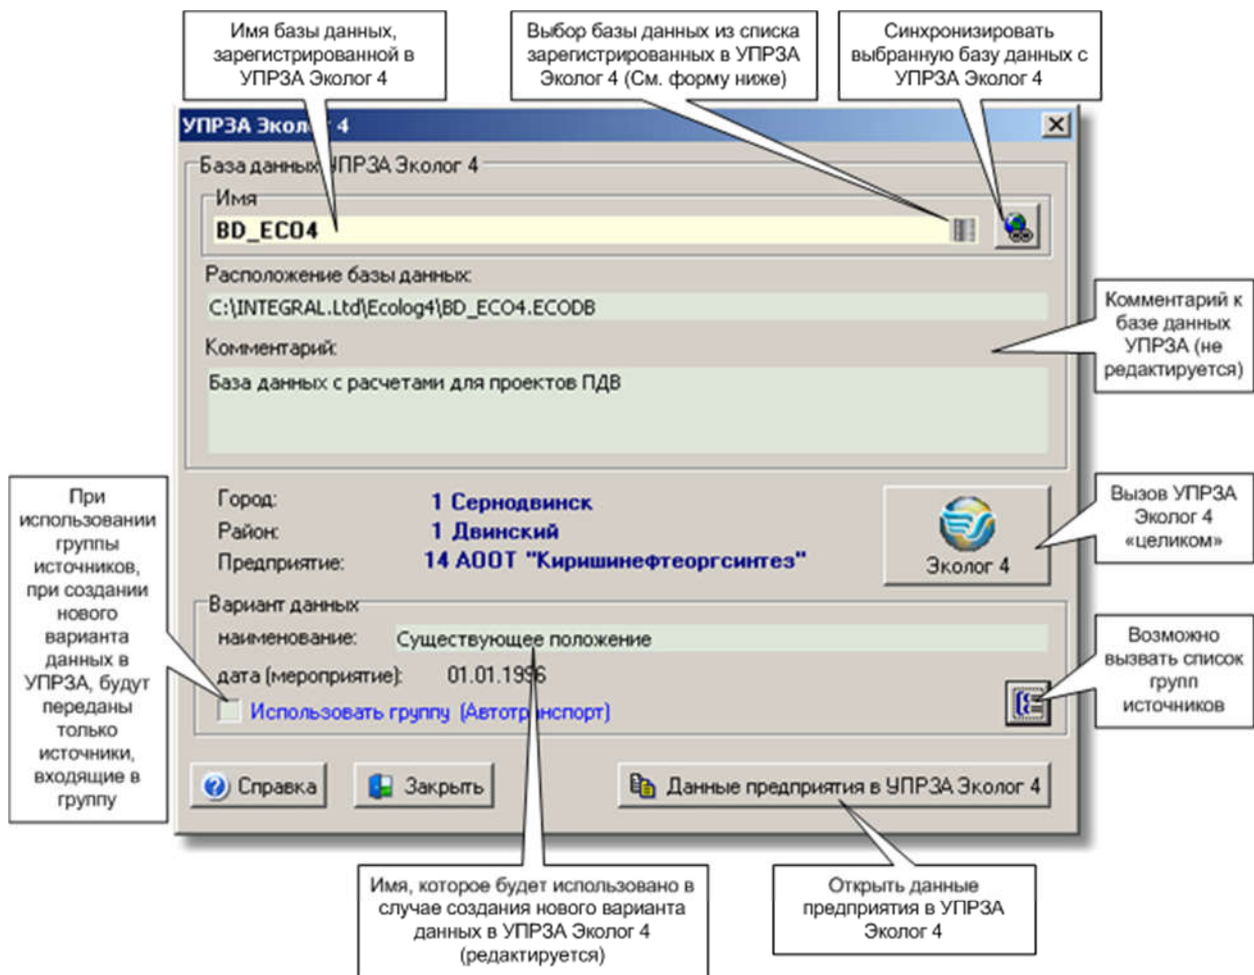 Имя базы данных,
зарегистрированной в
УПРЗА Эколог 4
Выбор базы данных из списка
зарегистрированных в УПРЗА
Эколог 4 (См. форму ниже)
Синхронизировать
выбранную базу данных с
УПРЗА Эколог 4
УПРЗА Эколог 4
База данных УПРЗА Эколог 4
Имя
BD_ECO4
Расположение базы данных:
C:\INTEGRAL.Ltd\Ecolog4\BD_ECO4.ECODB
Комментарий:
База данных с расчетами для проектов ПДВ
Комментарий к
базе данных
УПРЗА (не
редактируется)
При
использовании
группы
источников,
при создании
нового
варианта
данных в
УПРЗА, будут
переданы
только
источники,
входящие в
группу
Город: 1 Сернодвинск
Район: 1 Двинский
Предприятие: 14 АООТ "Киришинефтеоргсинтез"
Эколог 4
Вызов УПРЗА
Эколог 4
«целиком»
Вариант данных
наименование: Существующее положение
дата (мероприятие): 01.01.1996
Использовать группу (Автотранспорт)
Возможно
вызвать список
групп
источников
Справка
Закрыть
Данные предприятия в УПРЗА Эколог 4
Имя, которое будет использовано в
случае создания нового варианта
данных в УПРЗА Эколог 4
(редактируется)
Открыть данные
предприятия в УПРЗА
Эколог 4